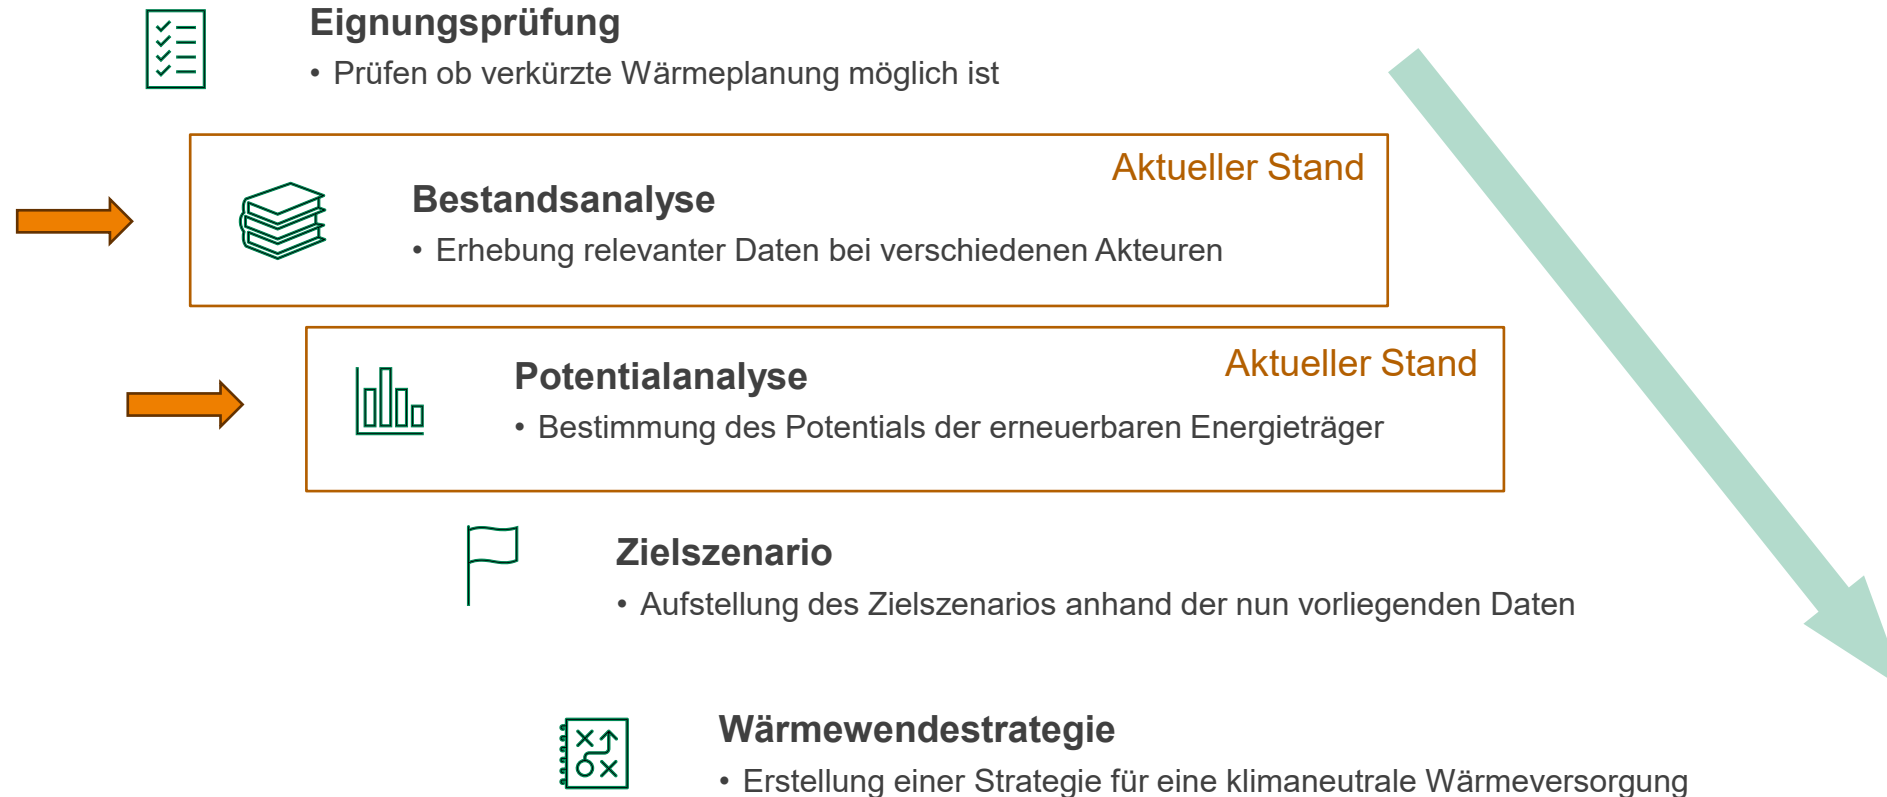 Eignungsprüfung
• Prüfen ob verkürzte Wärmeplanung möglich ist
Aktueller Stand
Bestandsanalyse
• Erhebung relevanter Daten bei verschiedenen Akteuren
Aktueller Stand
Potentialanalyse
• Bestimmung des Potentials der erneuerbaren Energieträger
Zielszenario
• Aufstellung des Zielszenarios anhand der nun vorliegenden Daten
Wärmewendestrategie
• Erstellung einer Strategie für eine klimaneutrale Wärmeversorgung